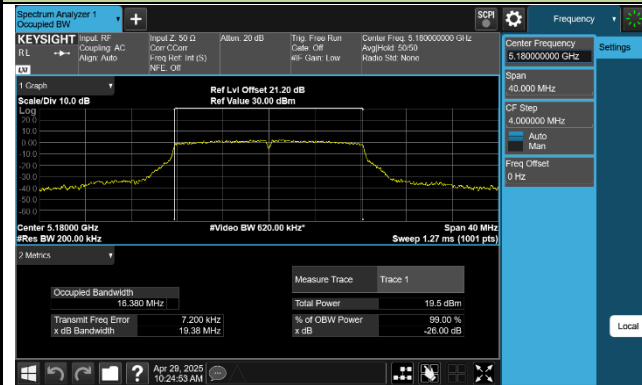 Spectrum Analyzer 1
Occupied BW
SCPI
Frequency
KEYSIGHT
RL
LXI
Input: RF
Coupling: AC
Align: Auto
Input Z: 50 Ω
Corr CCorr
Freq Ref: Int (S)
NFE: Off
Atten: 20 dB
Trig: Free Run
Gate: Off
#IF Gain: Low
Center Freq: 5.180000000 GHz
Avg|Hold: 50/50
Radio Std: None
Center Frequency
5.180000000 GHz
Settings
Span
40.000 MHz
CF Step
4.000000 MHz
Auto
Man
Freq Offset
0 Hz
1 Graph
Scale/Div 10.0 dB
Ref Lvl Offset 21.20 dB
Ref Value 30.00 dBm
Log
20.0
10.0
0.00
-10.0
-20.0
-30.0
-40.0
-50.0
-60.0
Center 5.18000 GHz
#Res BW 200.00 kHz
#Video BW 620.00 kHz*
Span 40 MHz
Sweep 1.27 ms (1001 pts)
2 Metrics
Measure Trace
Trace 1
Occupied Bandwidth
16.380 MHz
Total Power
19.5 dBm
Transmit Freq Error
7.200 kHz
% of OBW Power
99.00 %
x dB Bandwidth
19.38 MHz
x dB
-26.00 dB
Local
?
Apr 29, 2025
10:24:53 AM